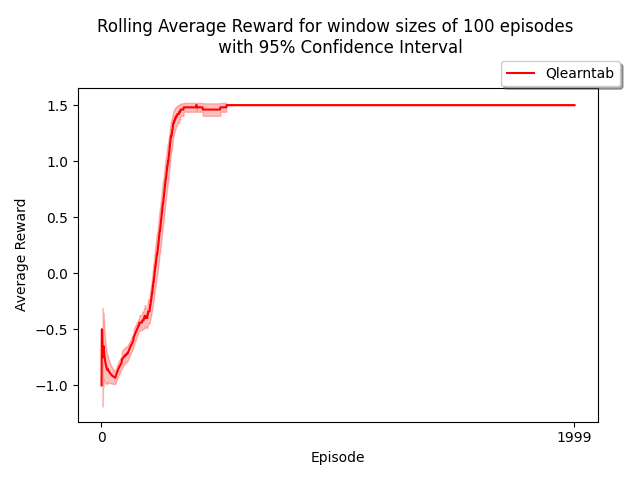 Rolling Average Reward for window sizes of 100 episodes
with 95% Confidence Interval
Qlearntab
1.5
1.0
0.5
0.0
−0.5
−1.0
Average Reward
0
1999
Episode